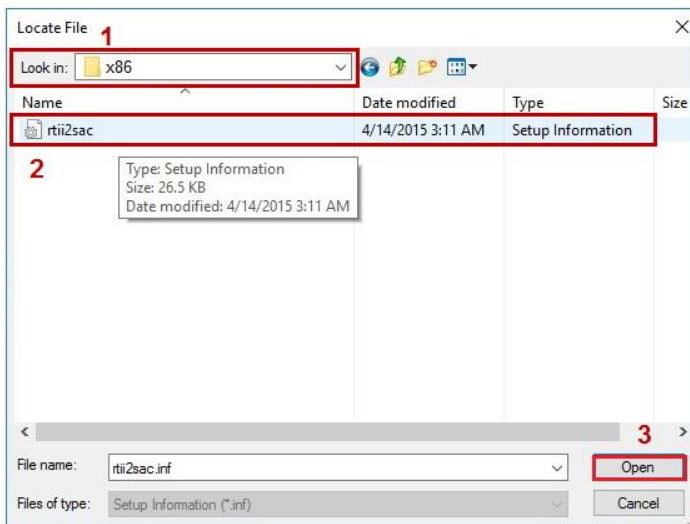 Locate File
1
Look in: x86
Name Date modified Type Size
rtii2sac 4/14/2015 3:11 AM Setup Information
2
Type: Setup Information
Size: 26.5 KB
Date modified: 4/14/2015 3:11 AM
3
File name: rtii2sac.inf Open
Files of type: Setup Information (*.inf) Cancel